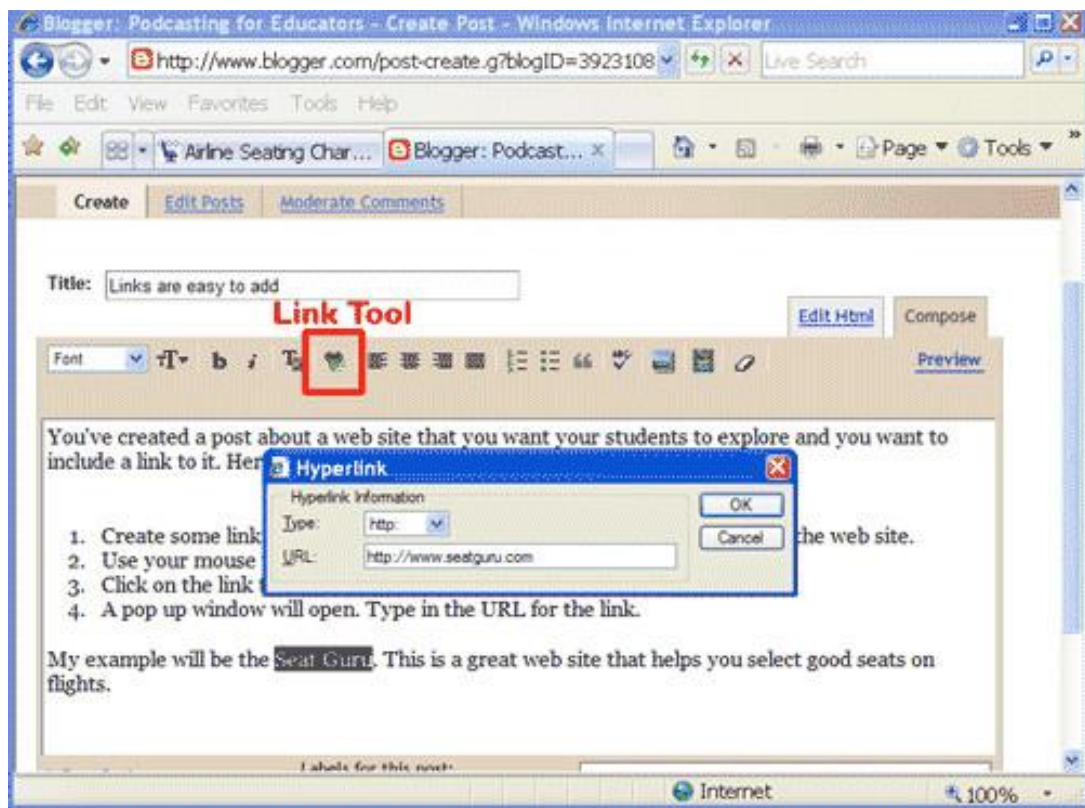 Blogger: Podcasting for Educators - Create Post - Windows Internet Explorer
http://www.blogger.com/post-create.g?blogID=3923108
Live Search
File Edit View Favorites Tools Help
Airline Seating Char... Blogger: Podcast... Page Tools
Create Edit Posts Moderate Comments
Title: Links are easy to add
Link Tool
Edit Html Compose
Font b i Preview
You've created a post about a web site that you want your students to explore and you want to
include a link to it. Her
Hyperlink
Hyperlink Information
Type: http:
URL: http://www.seatguru.com
OK
Cancel
1. Create some link the web site.
2. Use your mouse
3. Click on the link
4. A pop up window will open. Type in the URL for the link.
My example will be the Seat Guru. This is a great web site that helps you select good seats on
flights.
Labels for this post:
Internet 100%